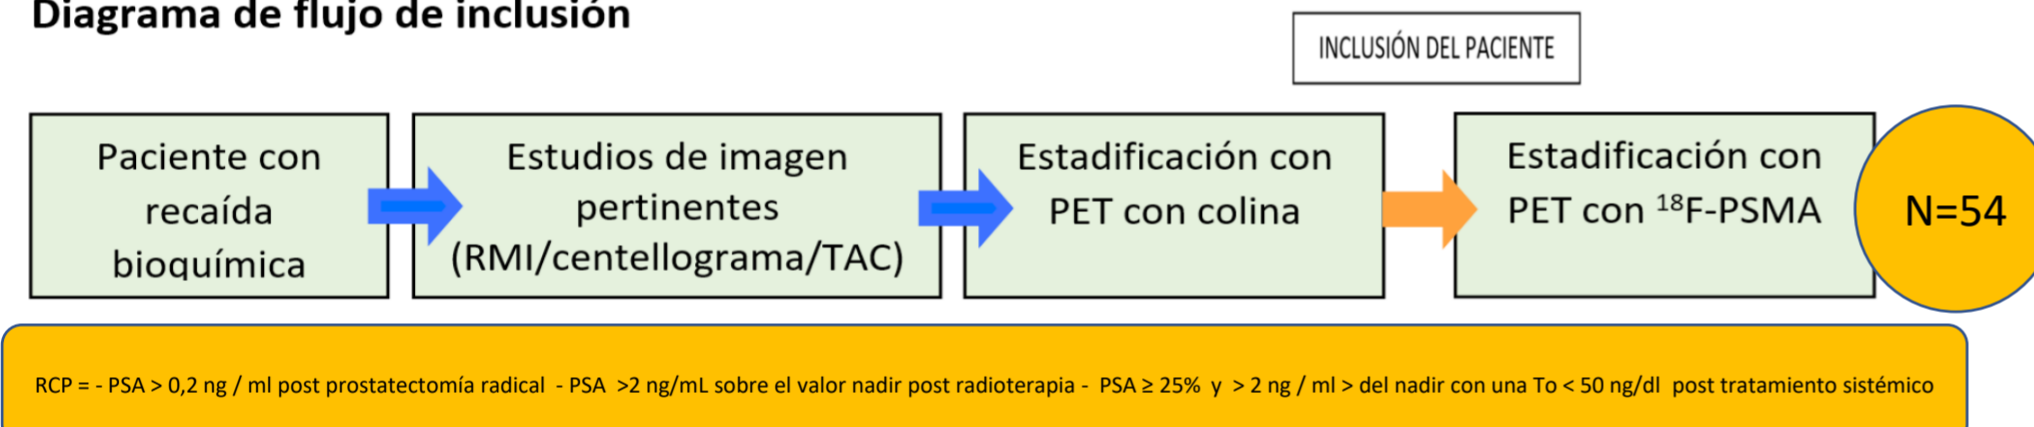 Diagrama de flujo de inclusión
INCLUSIÓN DEL PACIENTE
Paciente con
recaída
bioquímica
Estudios de imagen
pertinentes
(RMI/centellograma/TAC)
Estadificación con
PET con colina
Estadificación con
PET con ¹⁸F-PSMA
N=54
RCP = - PSA > 0,2 ng / ml post prostatectomía radical - PSA >2 ng/mL sobre el valor nadir post radioterapia - PSA ≥ 25% y > 2 ng / ml > del nadir con una To < 50 ng/dl post tratamiento sistémico